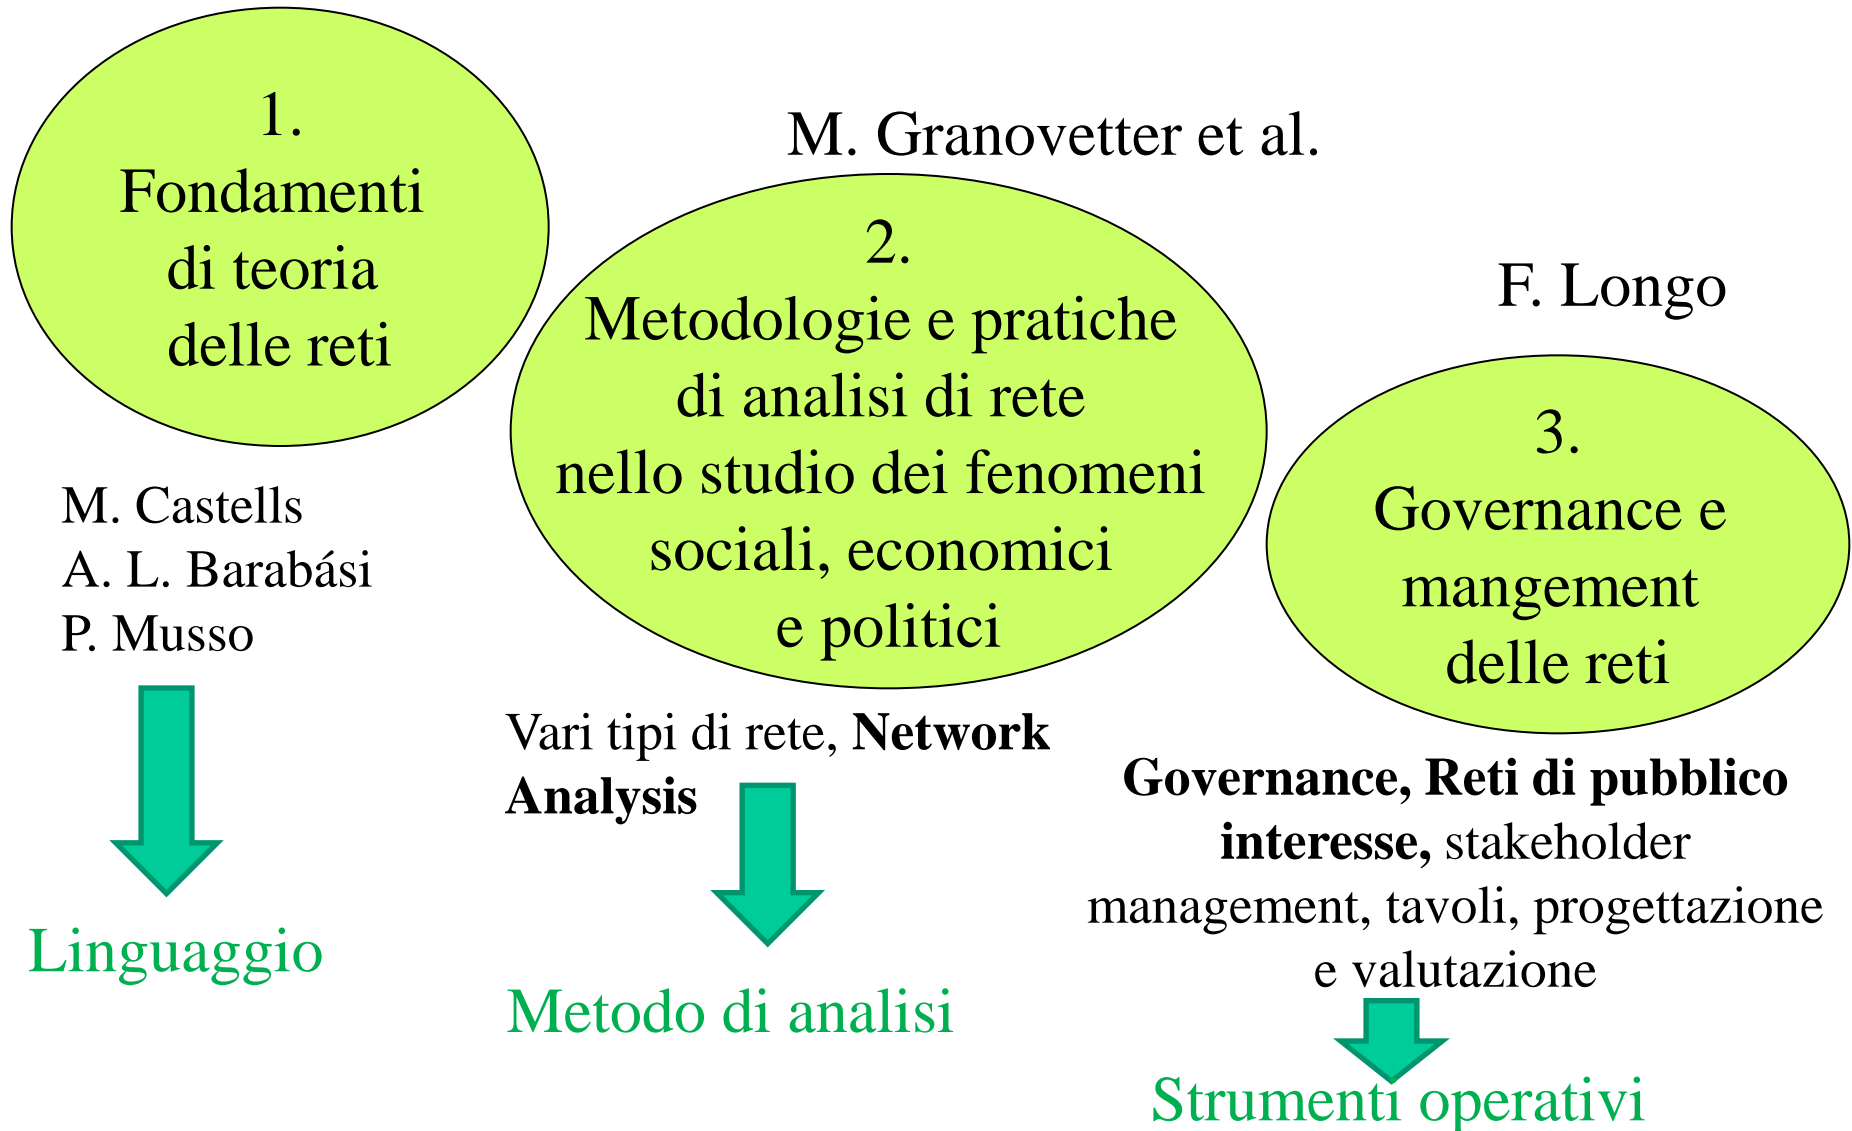 1.
Fondamenti
di teoria
delle reti
M. Castells
A. L. Barabási
P. Musso
Linguaggio
M. Granovetter et al.
2.
Metodologie e pratiche
di analisi di rete
nello studio dei fenomeni
sociali, economici
e politici
Vari tipi di rete, Network
Analysis
Metodo di analisi
F. Longo
3.
Governance e
mangement
delle reti
Governance, Reti di pubblico
interesse, stakeholder
management, tavoli, progettazione
e valutazione
Strumenti operativi